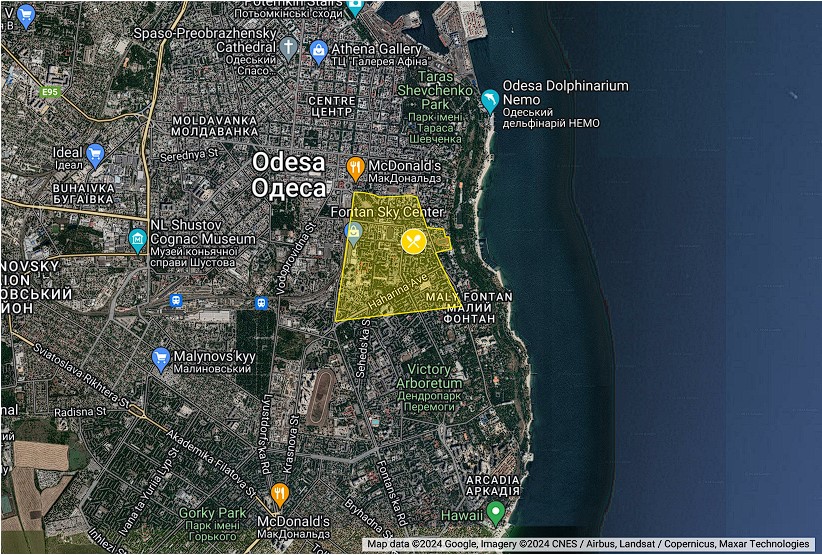 Potemkin Stairs
Потьомкінські сходи
Spaso-Preobrazhensky
Cathedral
Одеський
Спасо...
Athena Gallery
ТЦ "Галерея Афіна"
E95
Taras
Shevchenko
Park
Парк імені
Тараса
Шевченка
Odesa Dolphinarium
Nemo
Одеський
дельфінарій НЕМО
CENTRE
ЦЕНТР
MOLDAVANKA
МОЛДАВАНКА
Ideal
Ідеал
Serednya St
Odesa
Одеса
McDonald's
МакДональдз
BUHAIVKA
БУГАЇВКА
Fontan Sky Center
NL Shustov
Cognac Museum
Музей коньячної
справи Шустова
Vodoprovidna St
NOVSKY
ION
ОВСЬКИЙ
ЙОН
Haharina Ave
MALY FONTAN
МАЛИЙ
ФОНТАН
Sehedska St
Malynovs'kyy
Малиновський
Sviatoslava Rikhtera St
Victory
Arboretum
Дендропарк
Перемоги
Radisna St
nal
ий
Lyustdorfs'ka Rd
Krasnova St
Akademika Filatova St
Ivana ta Yuriia Lyp St
Fontans'ka Rd
ARCADIA
АРКАДІЯ
Hawaii
Gorky Park
Парк імені
Горького
McDonald's
МакДональдз
Bryhadna St
Inhlezi St
Map data ©2024 Google, Imagery ©2024 CNES / Airbus, Landsat / Copernicus, Maxar Technologies